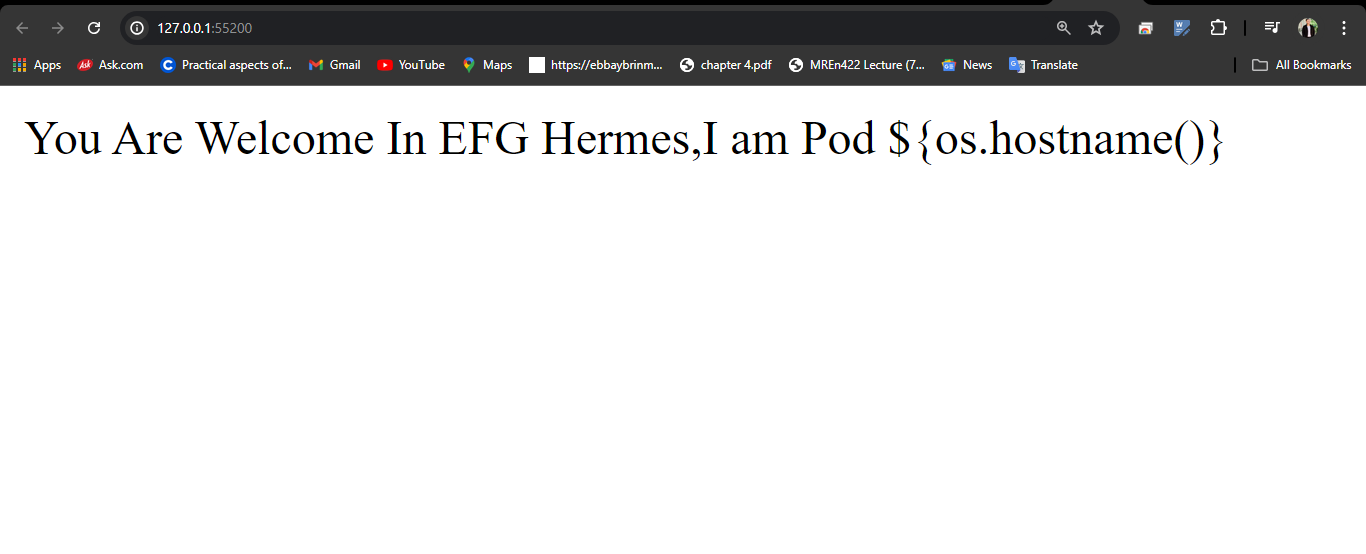 127.0.0.1:55200
Apps Ask Ask.com C Practical aspects of... Gmail YouTube Maps https://ebbaybrinm... chapter 4.pdf MREn422 Lecture (7... News Translate All Bookmarks
You Are Welcome In EFG Hermes,I am Pod ${os.hostname()}